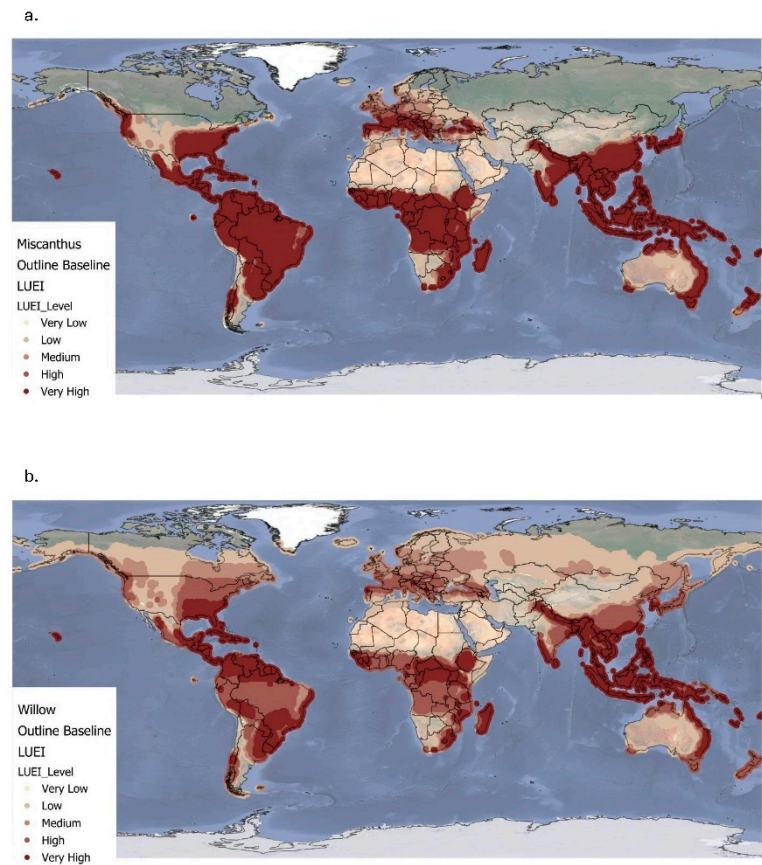 a.
Miscanthus
Outline Baseline
LUEI
LUEI_Level
Very Low
Low
Medium
High
Very High
b.
Willow
Outline Baseline
LUEI
LUEI_Level
Very Low
Low
Medium
High
Very High